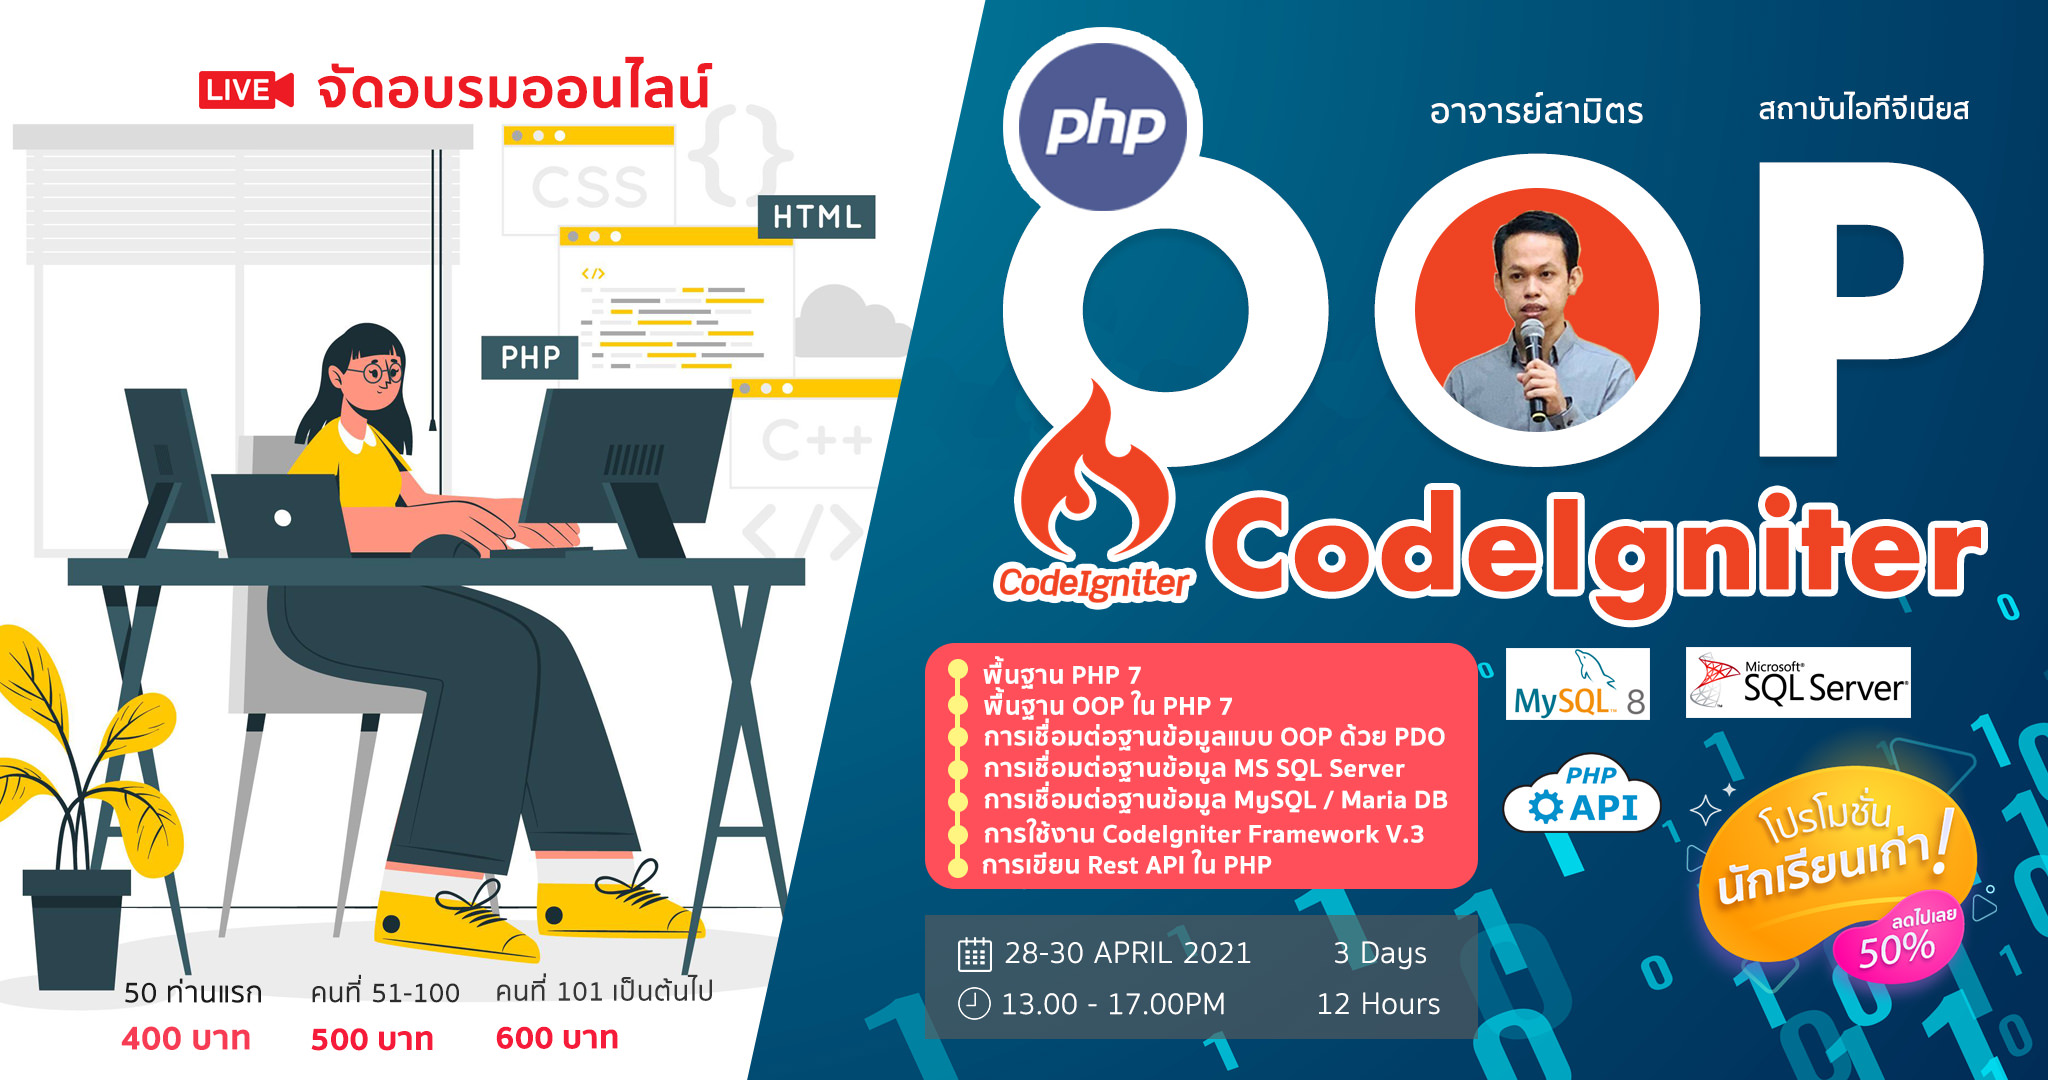 LIVE จัดอบรมออนไลน์
CSS
{}
HTML
</>
PHP
C++
</>
50 ท่านแรก
400 บาท
คนที่ 51-100
500 บาท
คนที่ 101 เป็นต้นไป
600 บาท
php
อาจารย์สามิตร
สถาบันไอทีจีเนียส
OOP
CodeIgniter
CodeIgniter
พื้นฐาน PHP 7
พื้นฐาน OOP ใน PHP 7
การเชื่อมต่อฐานข้อมูลแบบ OOP ด้วย PDO
การเชื่อมต่อฐานข้อมูล MS SQL Server
การเชื่อมต่อฐานข้อมูล MySQL / Maria DB
การใช้งาน CodeIgniter Framework V.3
การเขียน Rest API ใน PHP
MySQL™ 8
Microsoft®
SQL Server®
PHP
API
โปรโมชั่น
นักเรียนเก่า!
ลดไปเลย
50%
28-30 APRIL 2021 3 Days
13.00 - 17.00PM 12 Hours